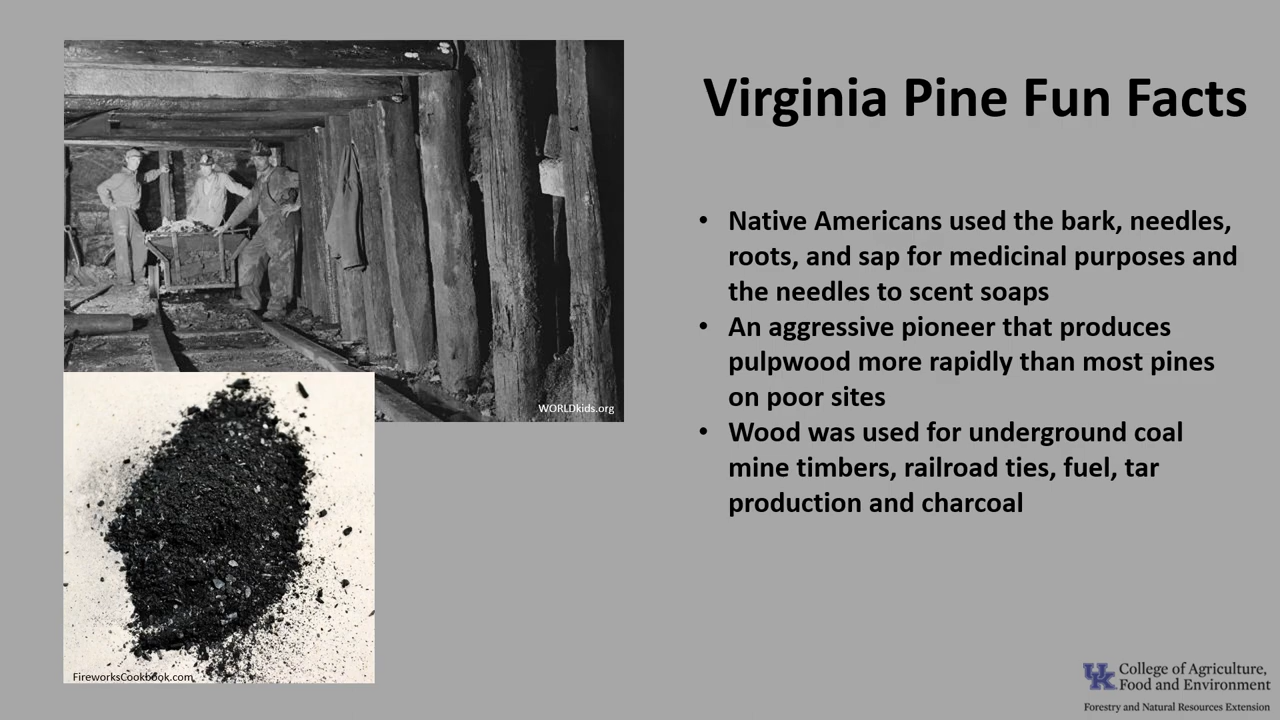 Virginia Pine Fun Facts
WORLDkids.org
FireworksCookbook.com
• Native Americans used the bark, needles,
roots, and sap for medicinal purposes and
the needles to scent soaps
• An aggressive pioneer that produces
pulpwood more rapidly than most pines
on poor sites
• Wood was used for underground coal
mine timbers, railroad ties, fuel, tar
production and charcoal
UK College of Agriculture,
Food and Environment
Forestry and Natural Resources Extension